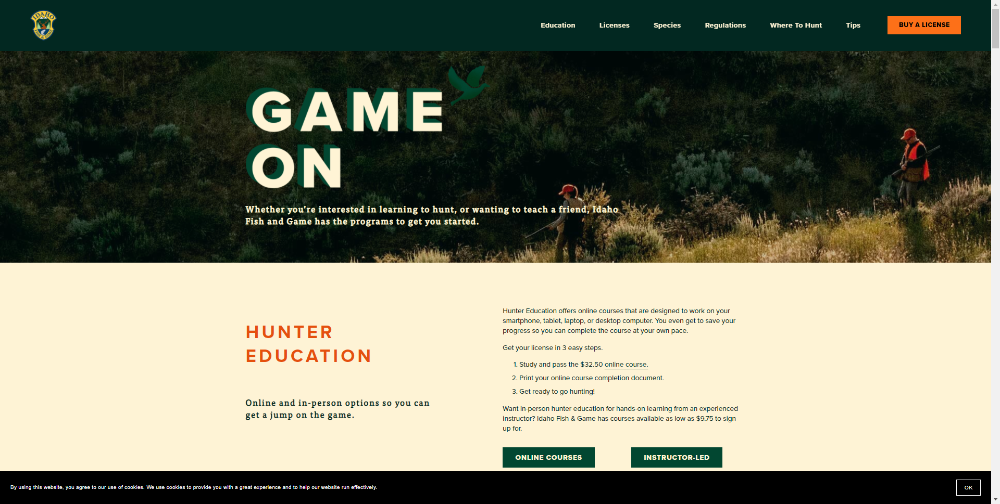 IDAHO
FISH & GAME
Education
Licenses
Species
Regulations
Where To Hunt
Tips
BUY A LICENSE
GAME
ON
Whether you're interested in learning to hunt, or wanting to teach a friend, Idaho
Fish and Game has the programs to get you started.
HUNTER
EDUCATION
Online and in-person options so you can
get a jump on the game.
Hunter Education offers online courses that are designed to work on your
smartphone, tablet, laptop, or desktop computer. You even get to save your
progress so you can complete the course at your own pace.
Get your license in 3 easy steps.
1. Study and pass the $32.50 online course.
2. Print your online course completion document.
3. Get ready to go hunting!
Want in-person hunter education for hands-on learning from an experienced
instructor? Idaho Fish & Game has courses available as low as $9.75 to sign
up for.
ONLINE COURSES
INSTRUCTOR-LED
By using this website, you agree to our use of cookies. We use cookies to provide you with a great experience and to help our website run effectively.
OK